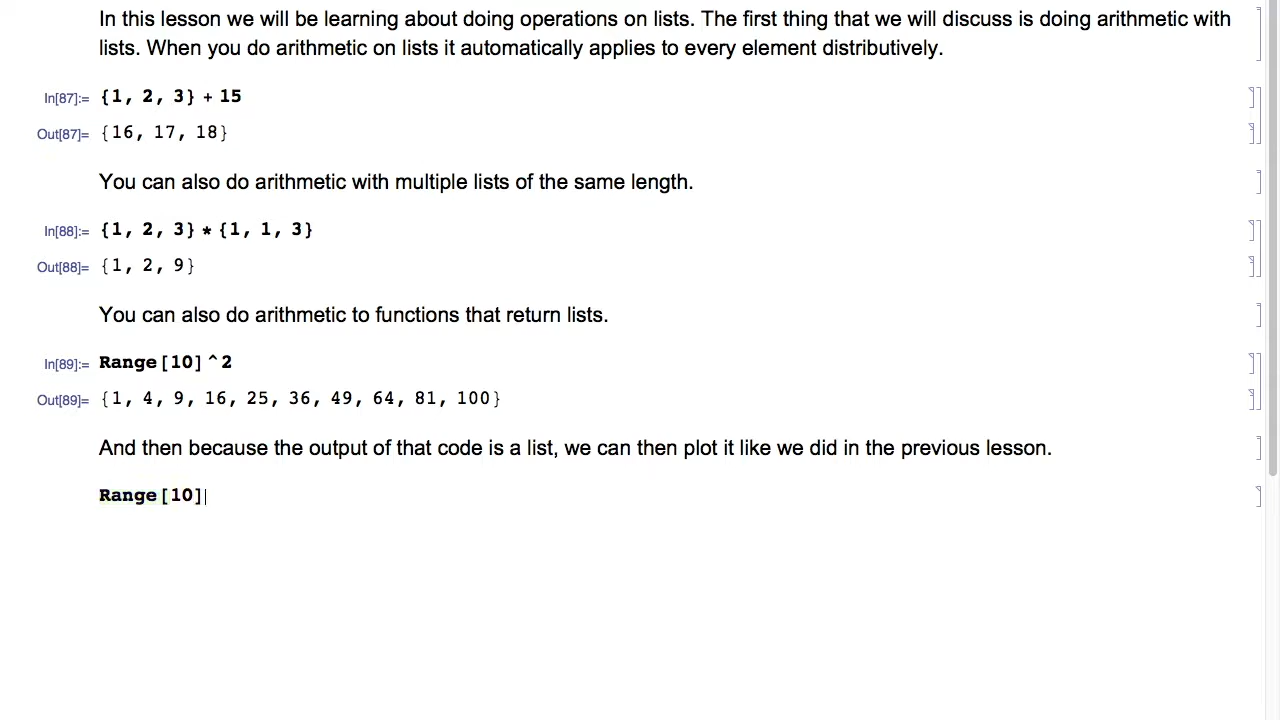 In this lesson we will be learning about doing operations on lists. The first thing that we will discuss is doing arithmetic with
lists. When you do arithmetic on lists it automatically applies to every element distributively.
In[87]:= {1, 2, 3} + 15
Out[87]= {16, 17, 18}
You can also do arithmetic with multiple lists of the same length.
In[88]:= {1, 2, 3} * {1, 1, 3}
Out[88]= {1, 2, 9}
You can also do arithmetic to functions that return lists.
In[89]:= Range[10]^2
Out[89]= {1, 4, 9, 16, 25, 36, 49, 64, 81, 100}
And then because the output of that code is a list, we can then plot it like we did in the previous lesson.
Range[10]